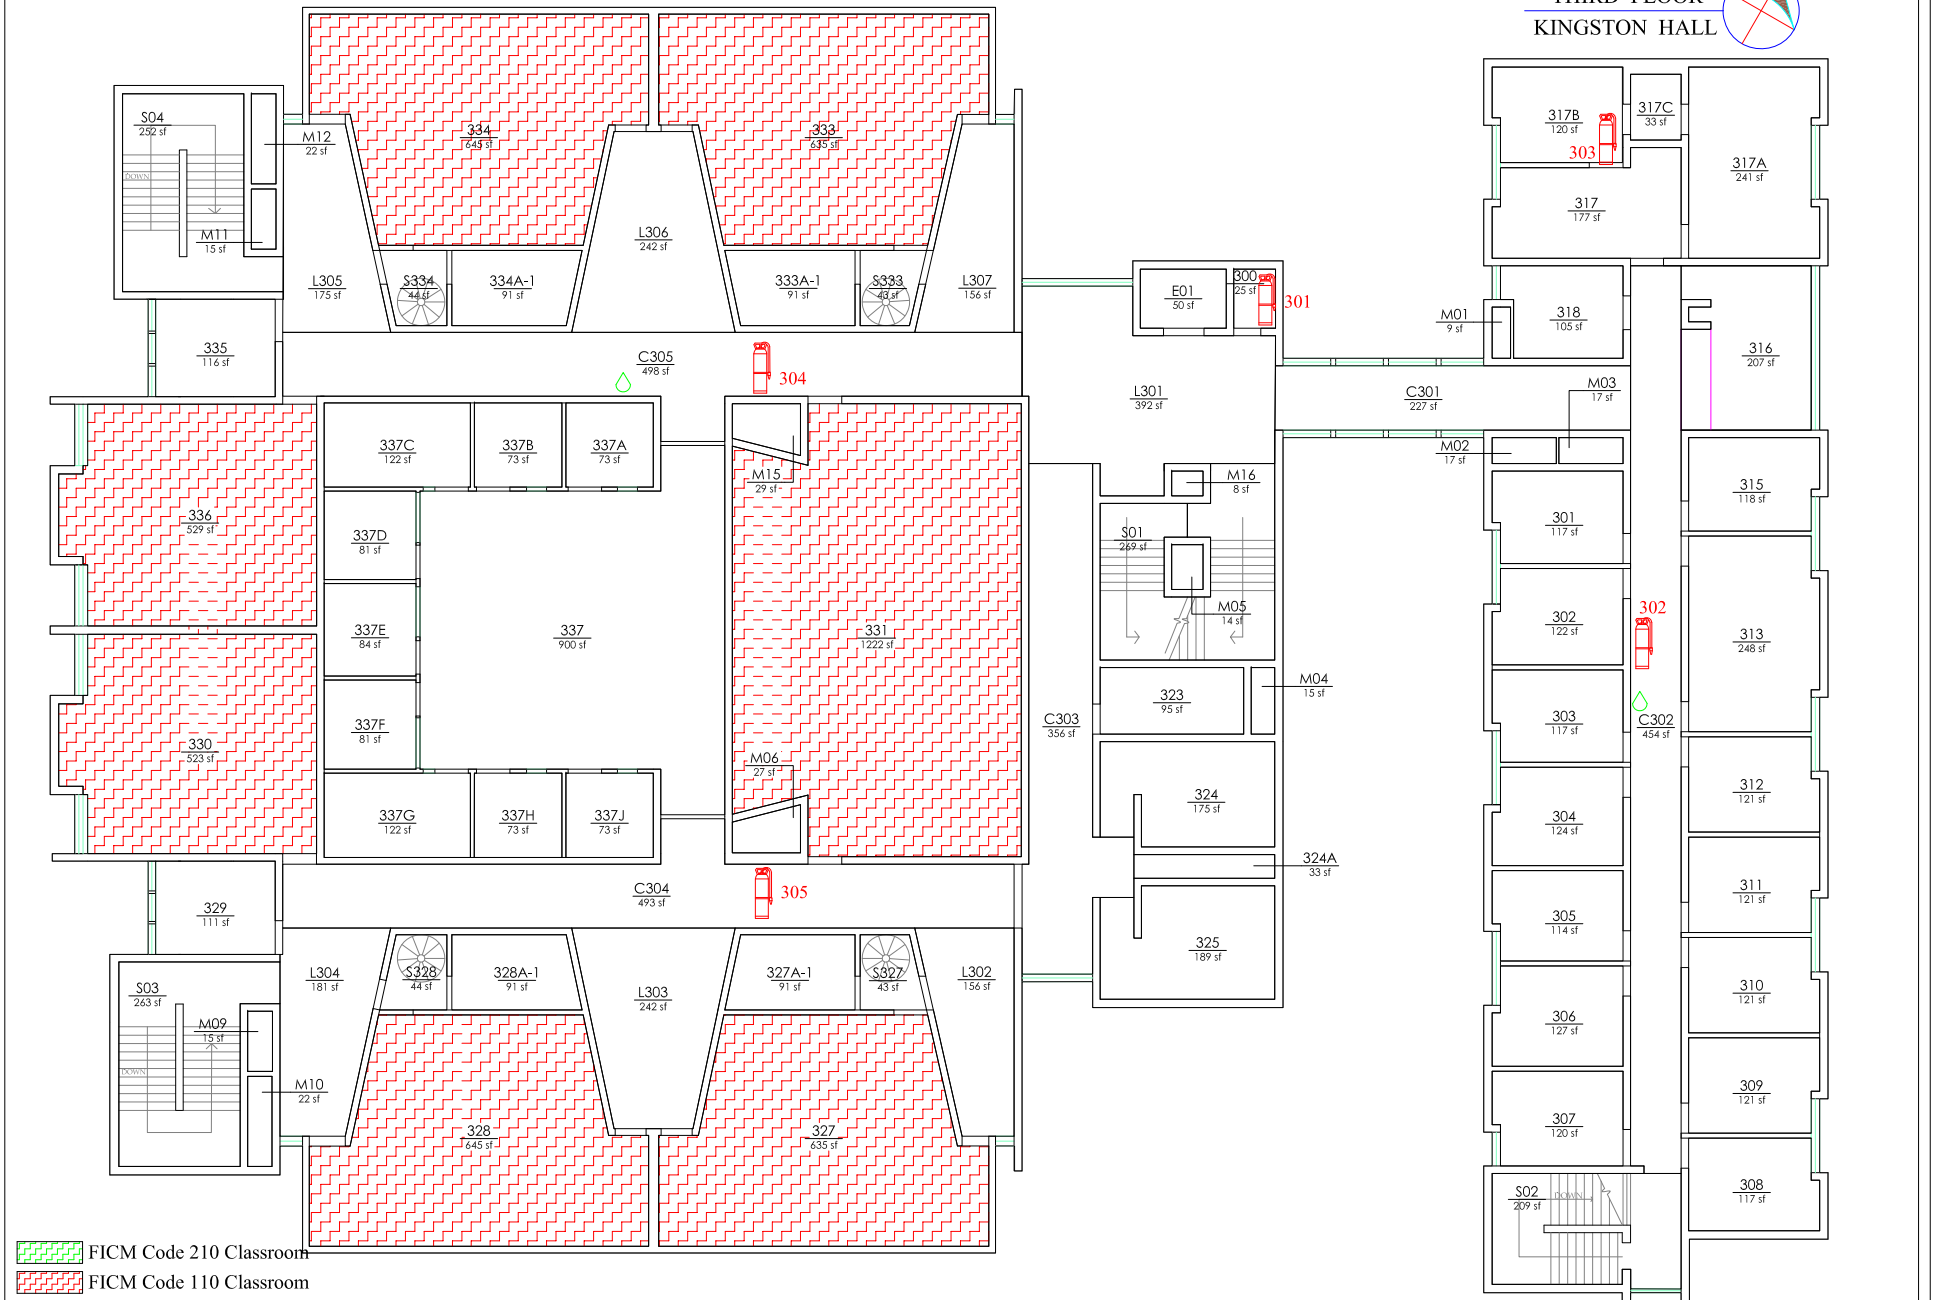 THIRD FLOOR
KINGSTON HALL
S04
252 sf
DOWN
M12
22 sf
M11
15 sf
334
645 sf
333
635 sf
L306
242 sf
L305
175 sf
S334
44 sf
334A-1
91 sf
333A-1
91 sf
S333
43 sf
L307
156 sf
E01
50 sf
300
25 sf
301
317B
120 sf
303
317C
33 sf
317A
241 sf
317
177 sf
M01
9 sf
318
105 sf
316
207 sf
335
116 sf
C305
498 sf
304
L301
392 sf
C301
227 sf
M03
17 sf
M02
17 sf
337C
122 sf
337B
73 sf
337A
73 sf
M15
29 sf
M16
8 sf
336
529 sf
337D
81 sf
S01
269 sf
301
117 sf
315
118 sf
337E
84 sf
337
900 sf
331
1222 sf
M05
14 sf
302
122 sf
302
313
248 sf
337F
81 sf
330
523 sf
M06
27 sf
C303
356 sf
323
95 sf
M04
15 sf
303
117 sf
C302
454 sf
337G
122 sf
337H
73 sf
337J
73 sf
324
175 sf
304
124 sf
312
121 sf
324A
33 sf
329
111 sf
C304
493 sf
305
325
189 sf
305
114 sf
311
121 sf
S03
263 sf
DOWN
L304
181 sf
S328
44 sf
328A-1
91 sf
L303
242 sf
327A-1
91 sf
S327
43 sf
L302
156 sf
306
127 sf
310
121 sf
M09
15 sf
M10
22 sf
328
645 sf
327
635 sf
307
120 sf
309
121 sf
S02
209 sf
DOWN
308
117 sf
FICM Code 210 Classroom
FICM Code 110 Classroom